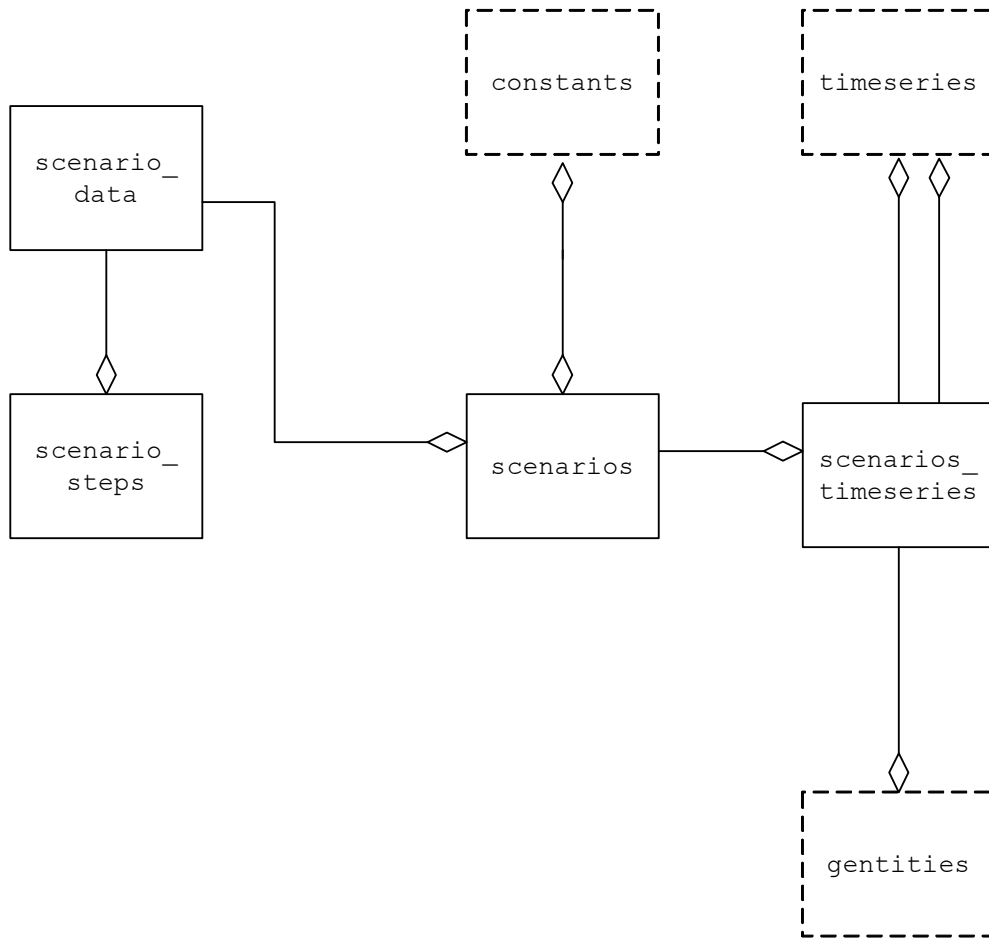 constants
timeseries
scenario_
data
scenario_
steps
scenarios
scenarios_
timeseries
gentities